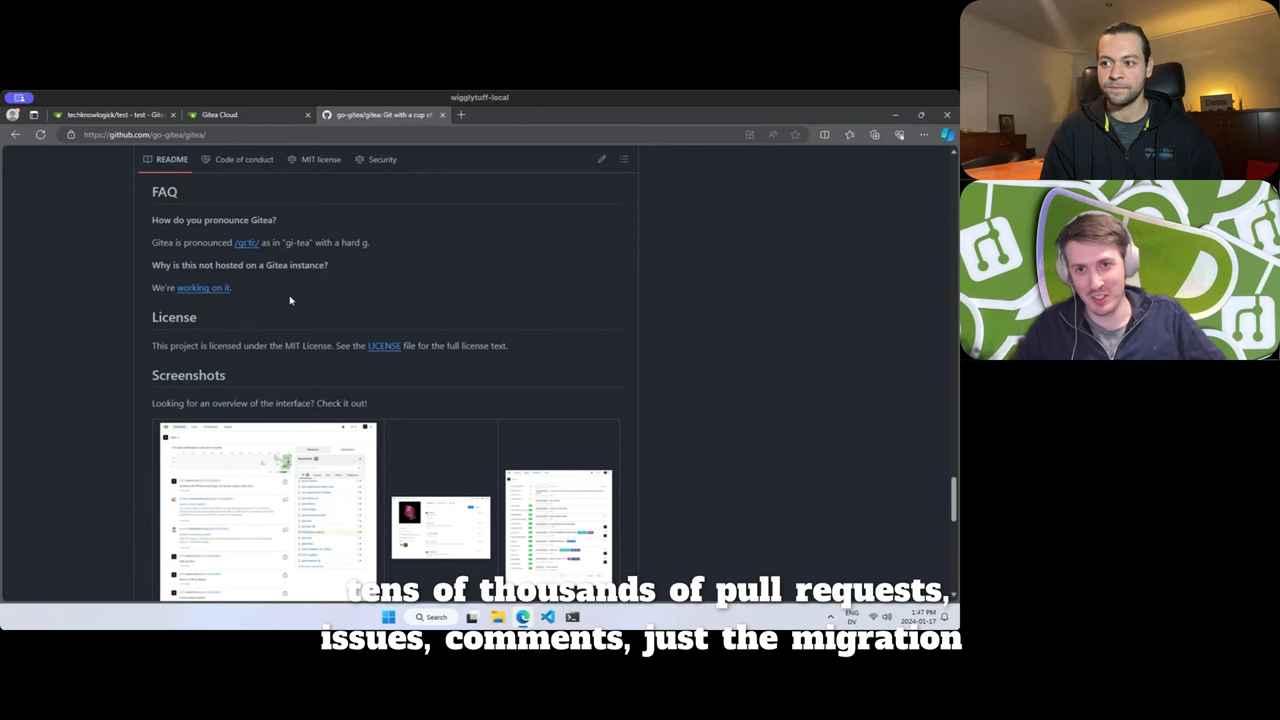 wigglytuff-local
techknowlogick/test - test - Gite
Gitea Cloud
go-gitea/gitea: Git with a cup of
https://github.com/go-gitea/gitea/
README
Code of conduct
MIT license
Security
FAQ
How do you pronounce Gitea?
Gitea is pronounced /ɡɪ'ti:/ as in "gi-tea" with a hard g.
Why is this not hosted on a Gitea instance?
We're working on it.
License
This project is licensed under the MIT License. See the LICENSE file for the full license text.
Screenshots
Looking for an overview of the interface? Check it out!
tens of thousands of pull requests,
issues, comments, just the migration
Search
ENG
DV
1:47 PM
2024-01-17